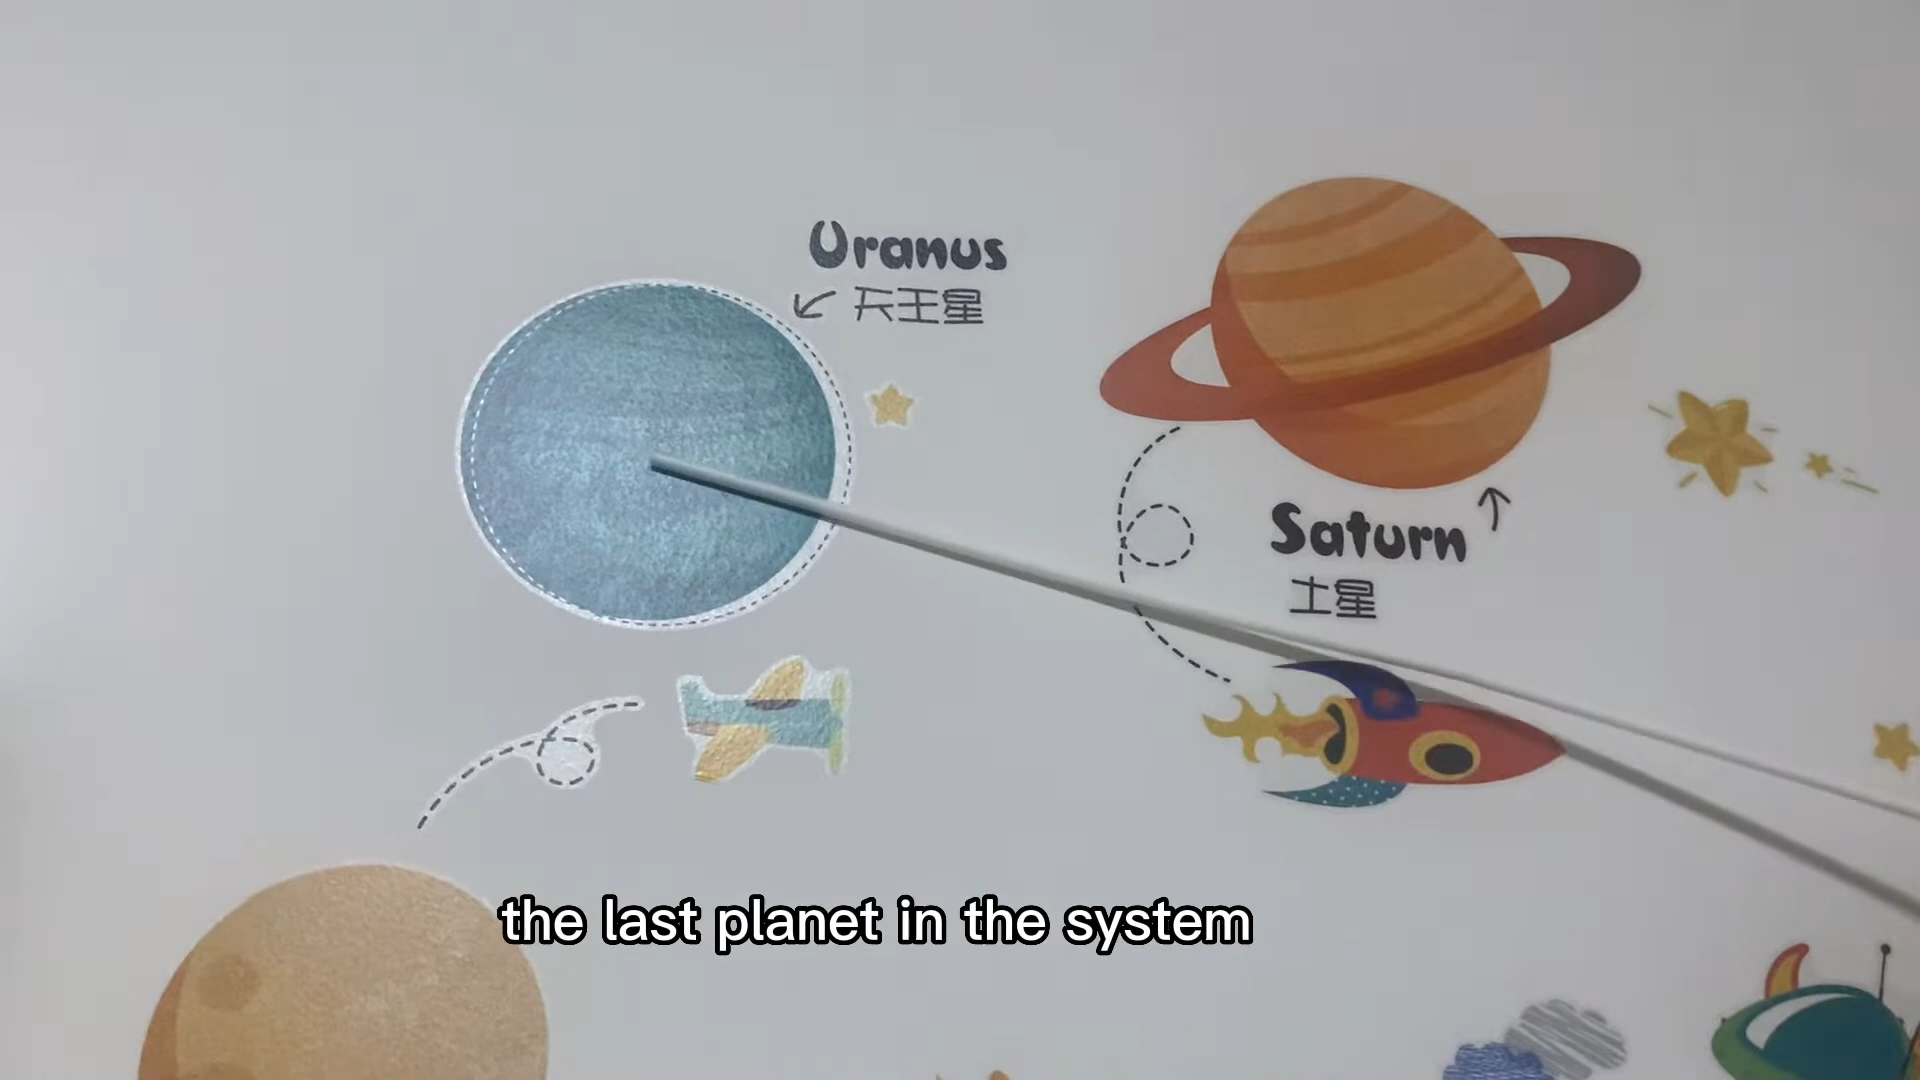 Uranus
天王星
Saturn
土星
the last planet in the system